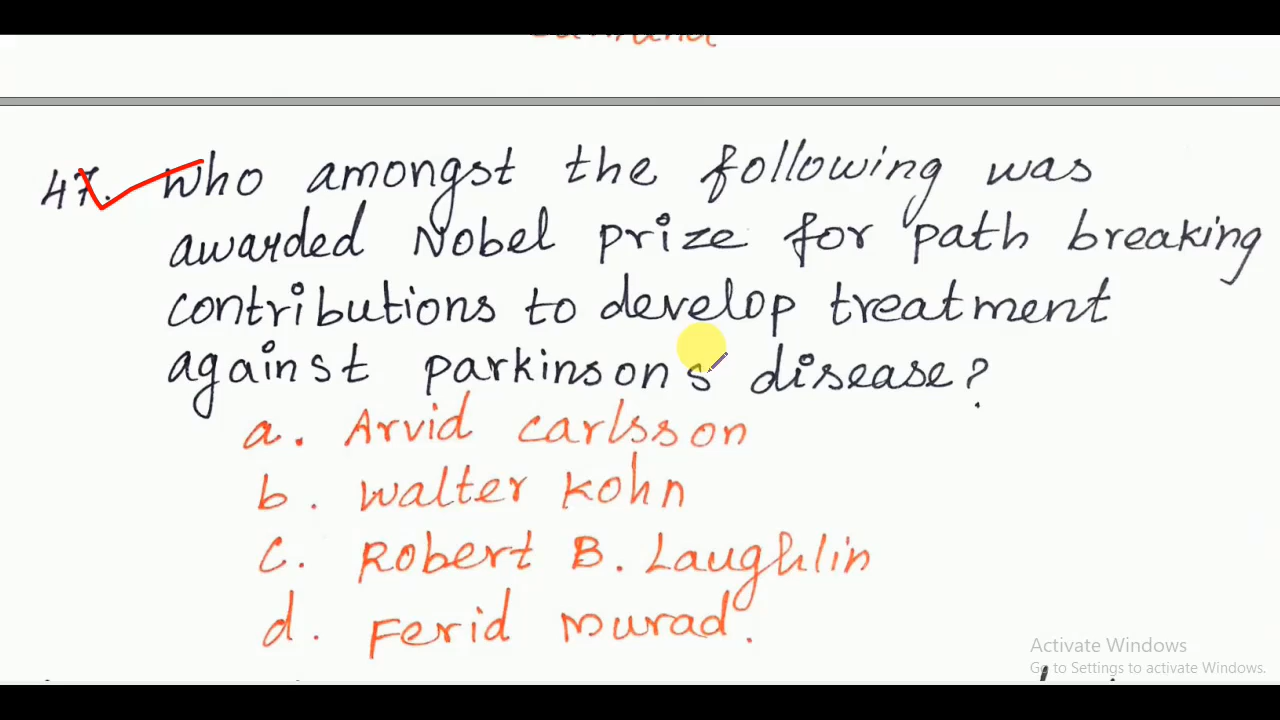 47. Who amongst the following was
awarded Nobel prize for path breaking
contributions to develop treatment
against parkinsons disease?
a. Arvid carlsson
b. Walter Kohn
c. Robert B. Laughlin
d. Ferid Murad.
Activate Windows
Go to Settings to activate Windows.